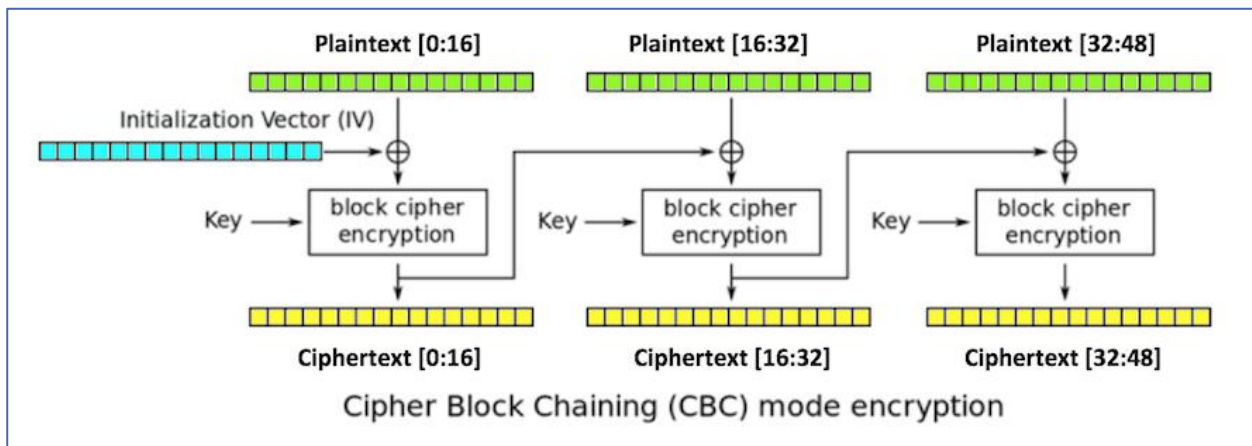 Plaintext [0:16]
Plaintext [16:32]
Plaintext [32:48]
Initialization Vector (IV)
Key
block cipher
encryption
Key
block cipher
encryption
Key
block cipher
encryption
Ciphertext [0:16]
Ciphertext [16:32]
Ciphertext [32:48]
Cipher Block Chaining (CBC) mode encryption